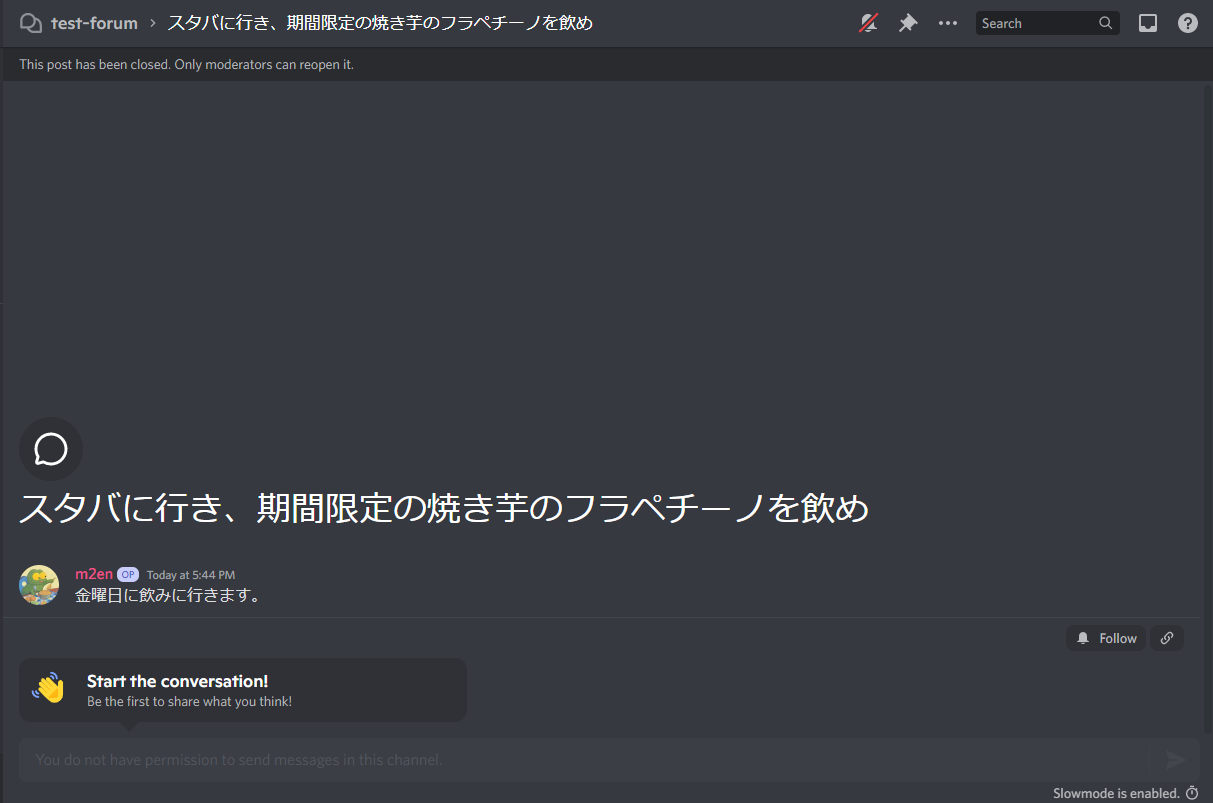 test-forum › スタバに行き、期間限定の焼き芋のフラペチーノを飲め
Search
This post has been closed. Only moderators can reopen it.
スタバに行き、期間限定の焼き芋のフラペチーノを飲め
m2en OP Today at 5:44 PM
金曜日に飲みに行きます。
Follow
Start the conversation!
Be the first to share what you think!
You do not have permission to send messages in this channel.
Slowmode is enabled.